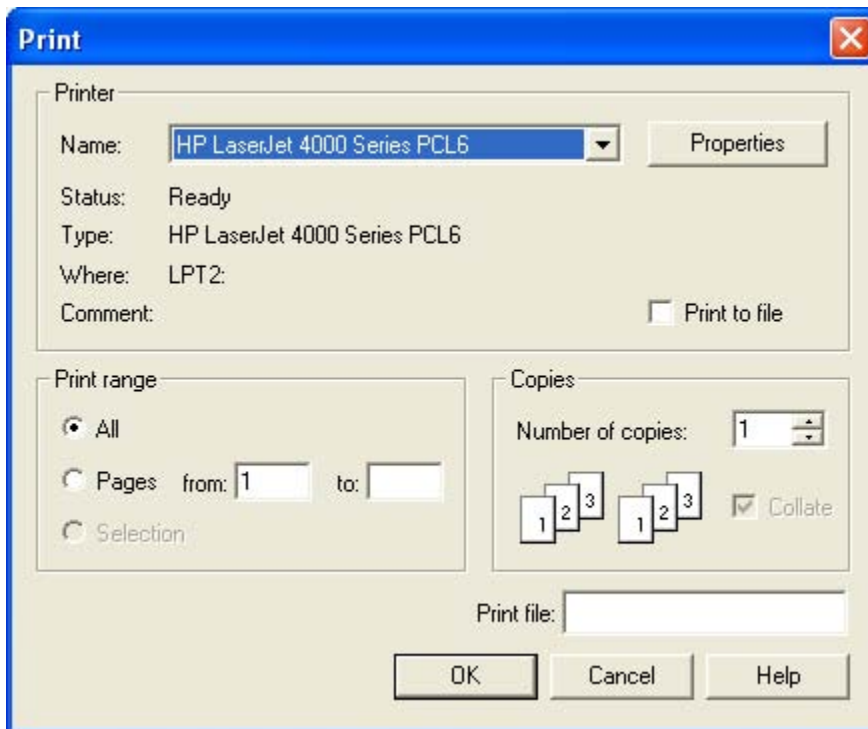 Print
Printer
Name: HP LaserJet 4000 Series PCL6 Properties
Status: Ready
Type: HP LaserJet 4000 Series PCL6
Where: LPT2:
Comment: Print to file
Print range
All
Pages from: 1 to:
Selection
Copies
Number of copies: 1
1 2 3 1 2 3 Collate
Print file:
OK Cancel Help